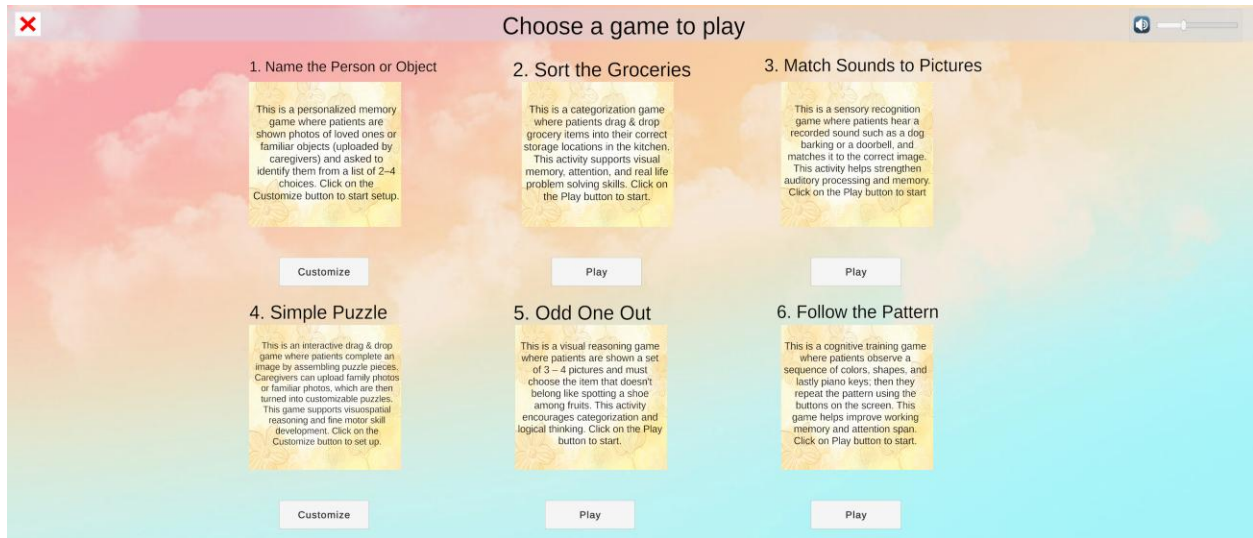 Choose a game to play
1. Name the Person or Object
This is a personalized memory
game where patients are
shown photos of loved ones or
familiar objects (uploaded by
caregivers) and asked to
identify them from a list of 2–4
choices. Click on the
Customize button to start setup.
Customize
2. Sort the Groceries
This is a categorization game
where patients drag & drop
grocery items into their correct
storage locations in the kitchen.
This activity supports visual
memory, attention, and real life
problem solving skills. Click on
the Play button to start.
Play
3. Match Sounds to Pictures
This is a sensory recognition
game where patients hear a
recorded sound such as a dog
barking or a doorbell, and
matches it to the correct image.
This activity helps strengthen
auditory processing and memory.
Click on the Play button to start
Play
4. Simple Puzzle
This is an interactive drag & drop
game where patients complete an
image by assembling puzzle pieces.
Caregivers can upload family photos
or familiar photos, which are then
turned into customizable puzzles.
This game supports visuospatial
reasoning and fine motor skill
development. Click on the
Customize button to set up.
Customize
5. Odd One Out
This is a visual reasoning game
where patients are shown a set
of 3 – 4 pictures and must
choose the item that doesn't
belong like spotting a shoe
among fruits. This activity
encourages categorization and
logical thinking. Click on the Play
button to start.
Play
6. Follow the Pattern
This is a cognitive training game
where patients observe a
sequence of colors, shapes, and
lastly piano keys; then they
repeat the pattern using the
buttons on the screen. This
game helps improve working
memory and attention span.
Click on Play button to start.
Play